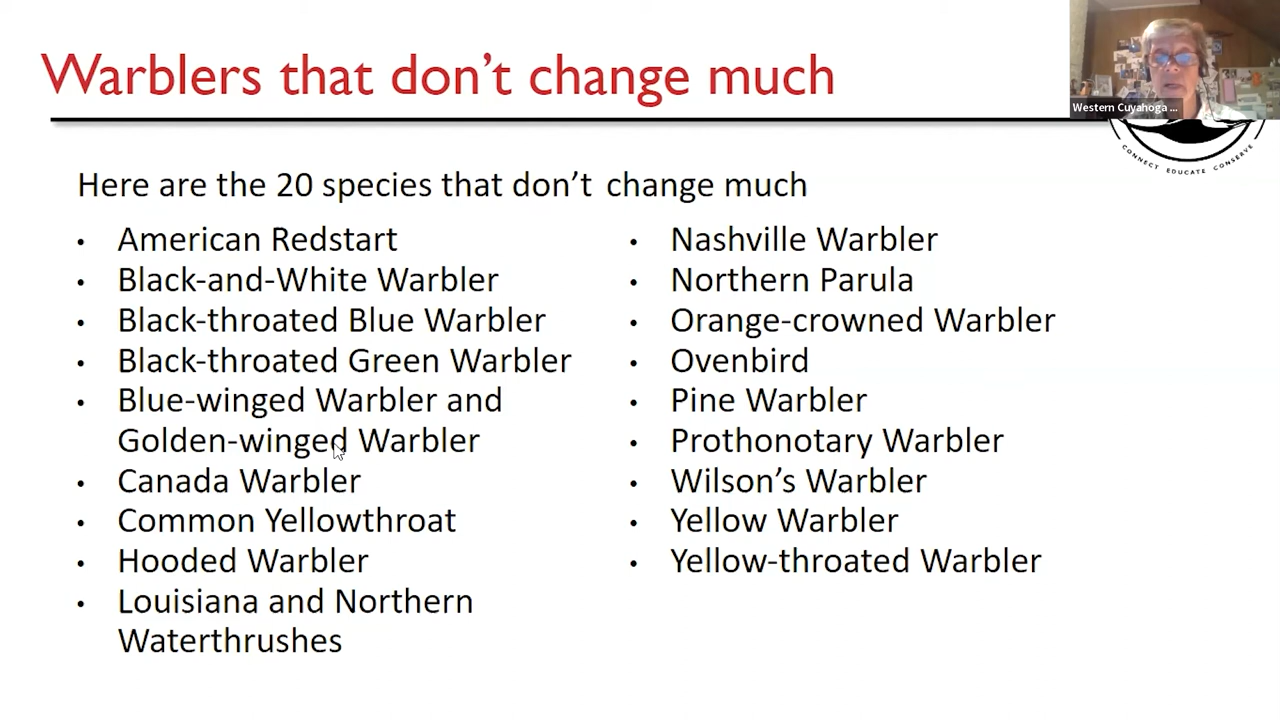 Warblers that don't change much
Western Cuyahoga ...
CONNECT EDUCATE CONSERVE
Here are the 20 species that don't change much
• American Redstart
• Black-and-White Warbler
• Black-throated Blue Warbler
• Black-throated Green Warbler
• Blue-winged Warbler and
Golden-winged Warbler
• Canada Warbler
• Common Yellowthroat
• Hooded Warbler
• Louisiana and Northern
Waterthrushes
• Nashville Warbler
• Northern Parula
• Orange-crowned Warbler
• Ovenbird
• Pine Warbler
• Prothonotary Warbler
• Wilson's Warbler
• Yellow Warbler
• Yellow-throated Warbler